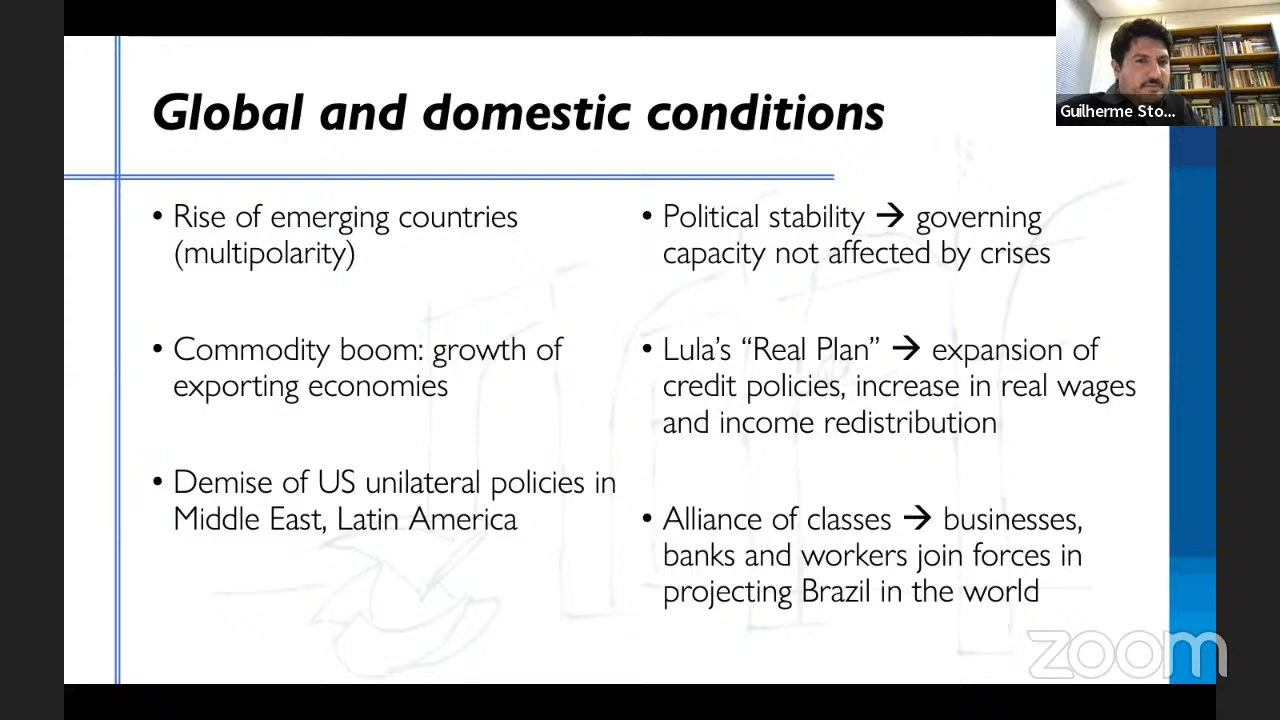 Global and domestic conditions
• Rise of emerging countries
(multipolarity)
• Commodity boom: growth of
exporting economies
• Demise of US unilateral policies in
Middle East, Latin America
• Political stability → governing
capacity not affected by crises
• Lula’s “Real Plan” → expansion of
credit policies, increase in real wages
and income redistribution
• Alliance of classes → businesses,
banks and workers join forces in
projecting Brazil in the world
Guilherme Sto...
zoom